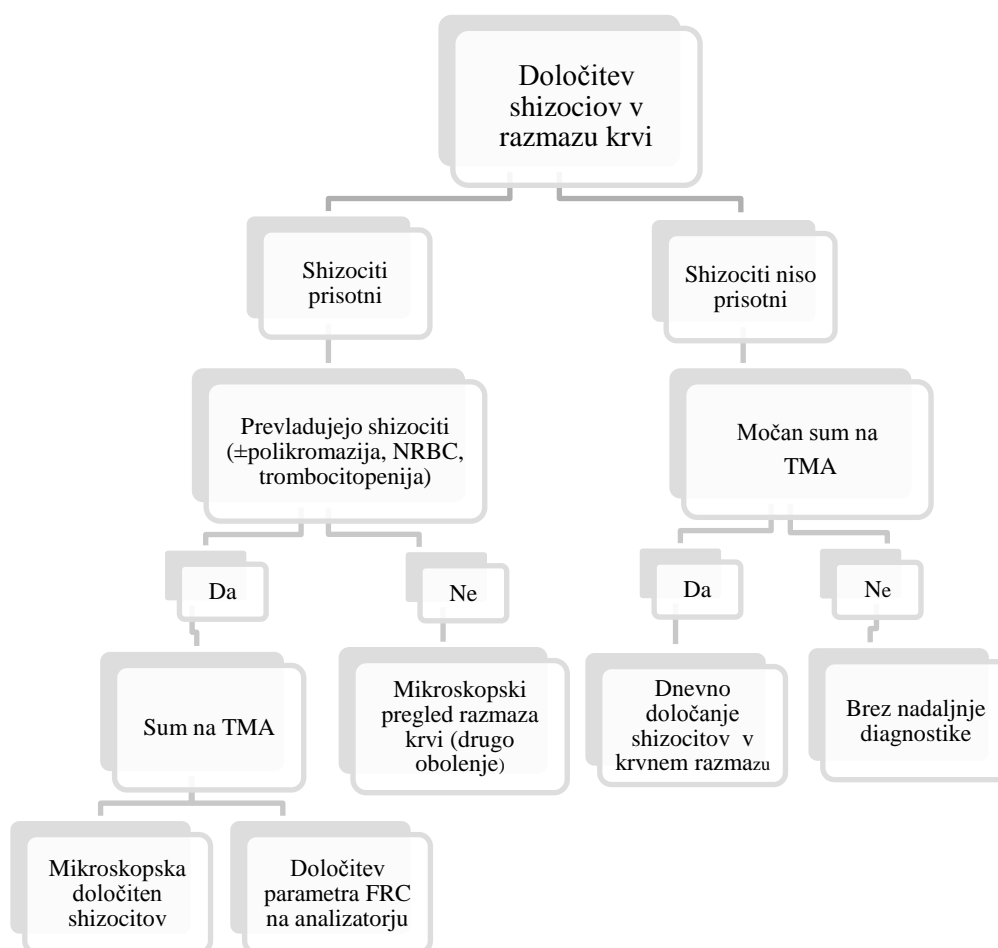 Določitev
shizociov v
razmazu krvi
Shizociti
prisotni
Shizociti niso
prisotni
Prevladujejo shizociti
(±polikromazija, NRBC,
trombocitopenija)
Močan sum na
TMA
Da
Ne
Da
Ne
Sum na TMA
Mikroskopski
pregled razmaza
krvi (drugo
obolenje)
Dnevno
določanje
shizocitov v
krvnem razmazu
Brez nadaljnje
diagnostike
Mikroskopska
določiten
shizocitov
Določitev
parametra FRC
na analizatorju